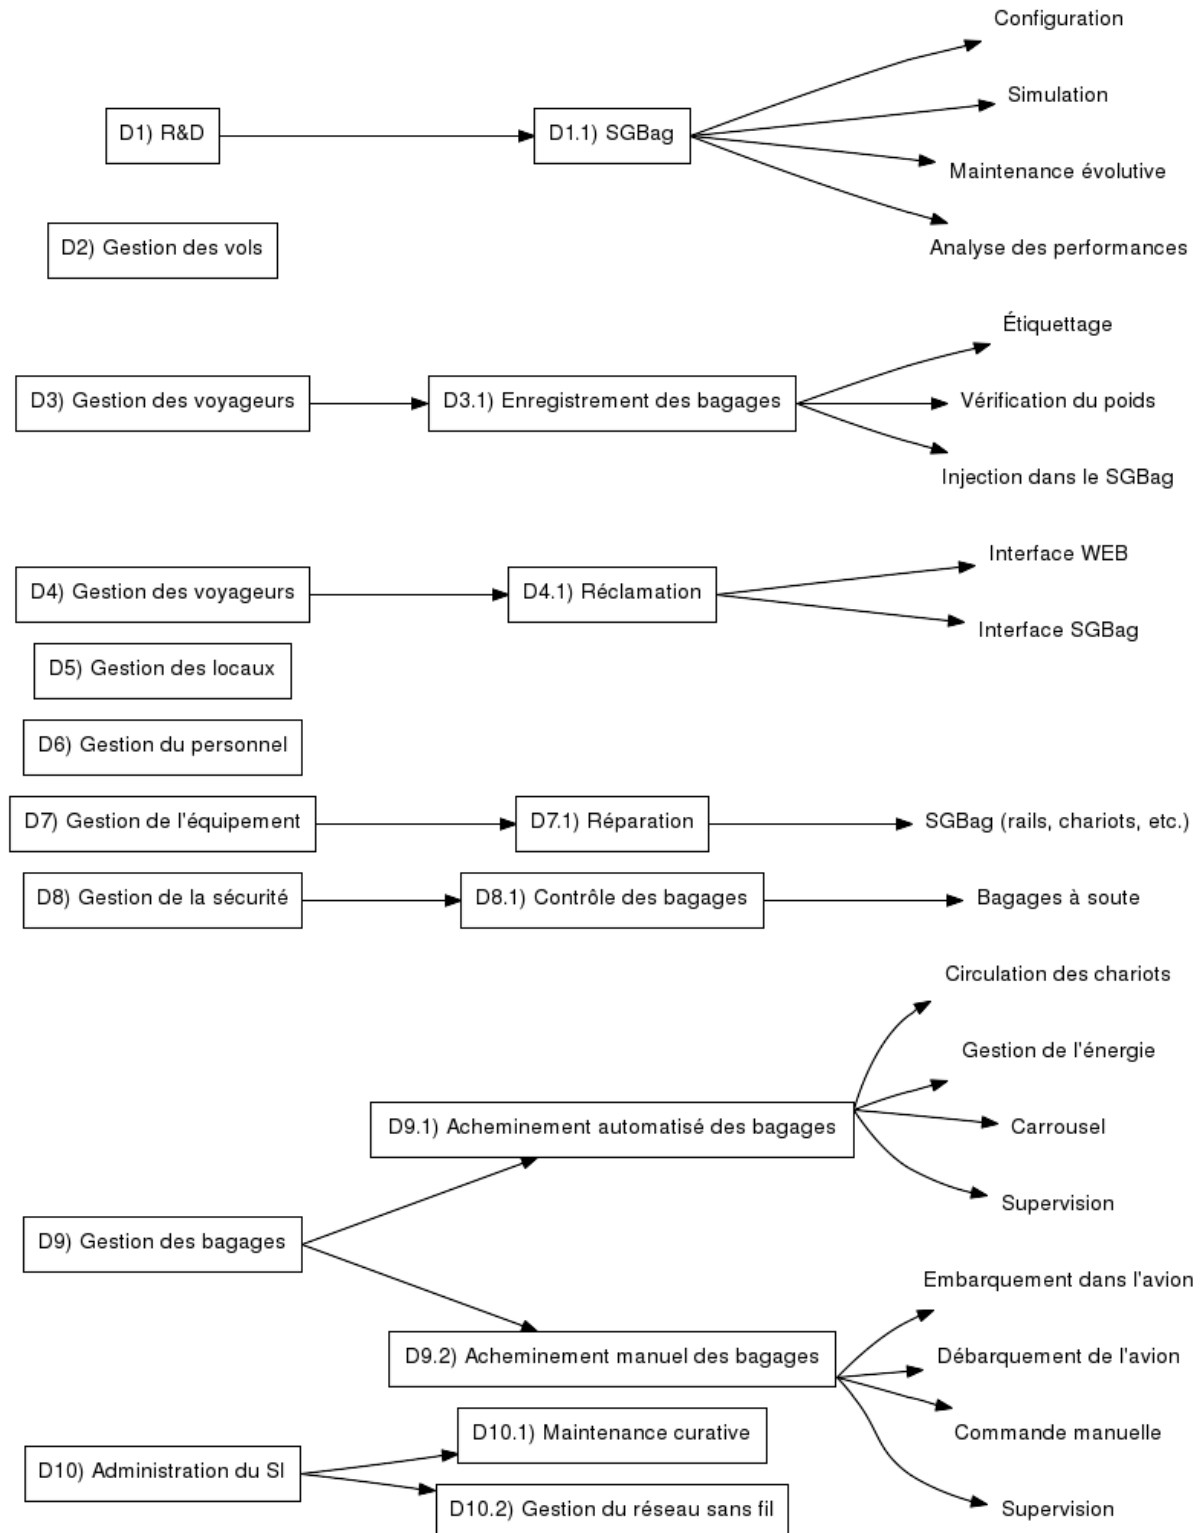 Configuration
Simulation
D1) R&D
D1.1) SGBag
Maintenance évolutive
D2) Gestion des vols
Analyse des performances
Étiquettage
D3) Gestion des voyageurs
D3.1) Enregistrement des bagages
Vérification du poids
Injection dans le SGBag
Interface WEB
D4) Gestion des voyageurs
D4.1) Réclamation
Interface SGBag
D5) Gestion des locaux
D6) Gestion du personnel
D7) Gestion de l'équipement
D7.1) Réparation
SGBag (rails, chariots, etc.)
D8) Gestion de la sécurité
D8.1) Contrôle des bagages
Bagages à soute
Circulation des chariots
Gestion de l'énergie
D9.1) Acheminement automatisé des bagages
Carrousel
Supervision
D9) Gestion des bagages
Embarquement dans l'avion
D9.2) Acheminement manuel des bagages
Débarquement de l'avion
D10.1) Maintenance curative
Commande manuelle
D10) Administration du SI
D10.2) Gestion du réseau sans fil
Supervision